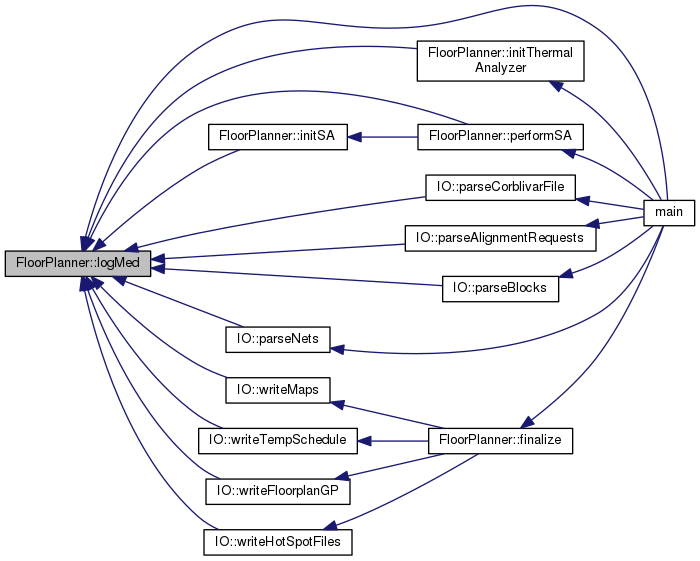 FloorPlanner::initThermal
Analyzer
FloorPlanner::initSA
FloorPlanner::performSA
IO::parseCorblivarFile
main
IO::parseAlignmentRequests
FloorPlanner::logMed
IO::parseBlocks
IO::parseNets
IO::writeMaps
IO::writeTempSchedule
FloorPlanner::finalize
IO::writeFloorplanGP
IO::writeHotSpotFiles